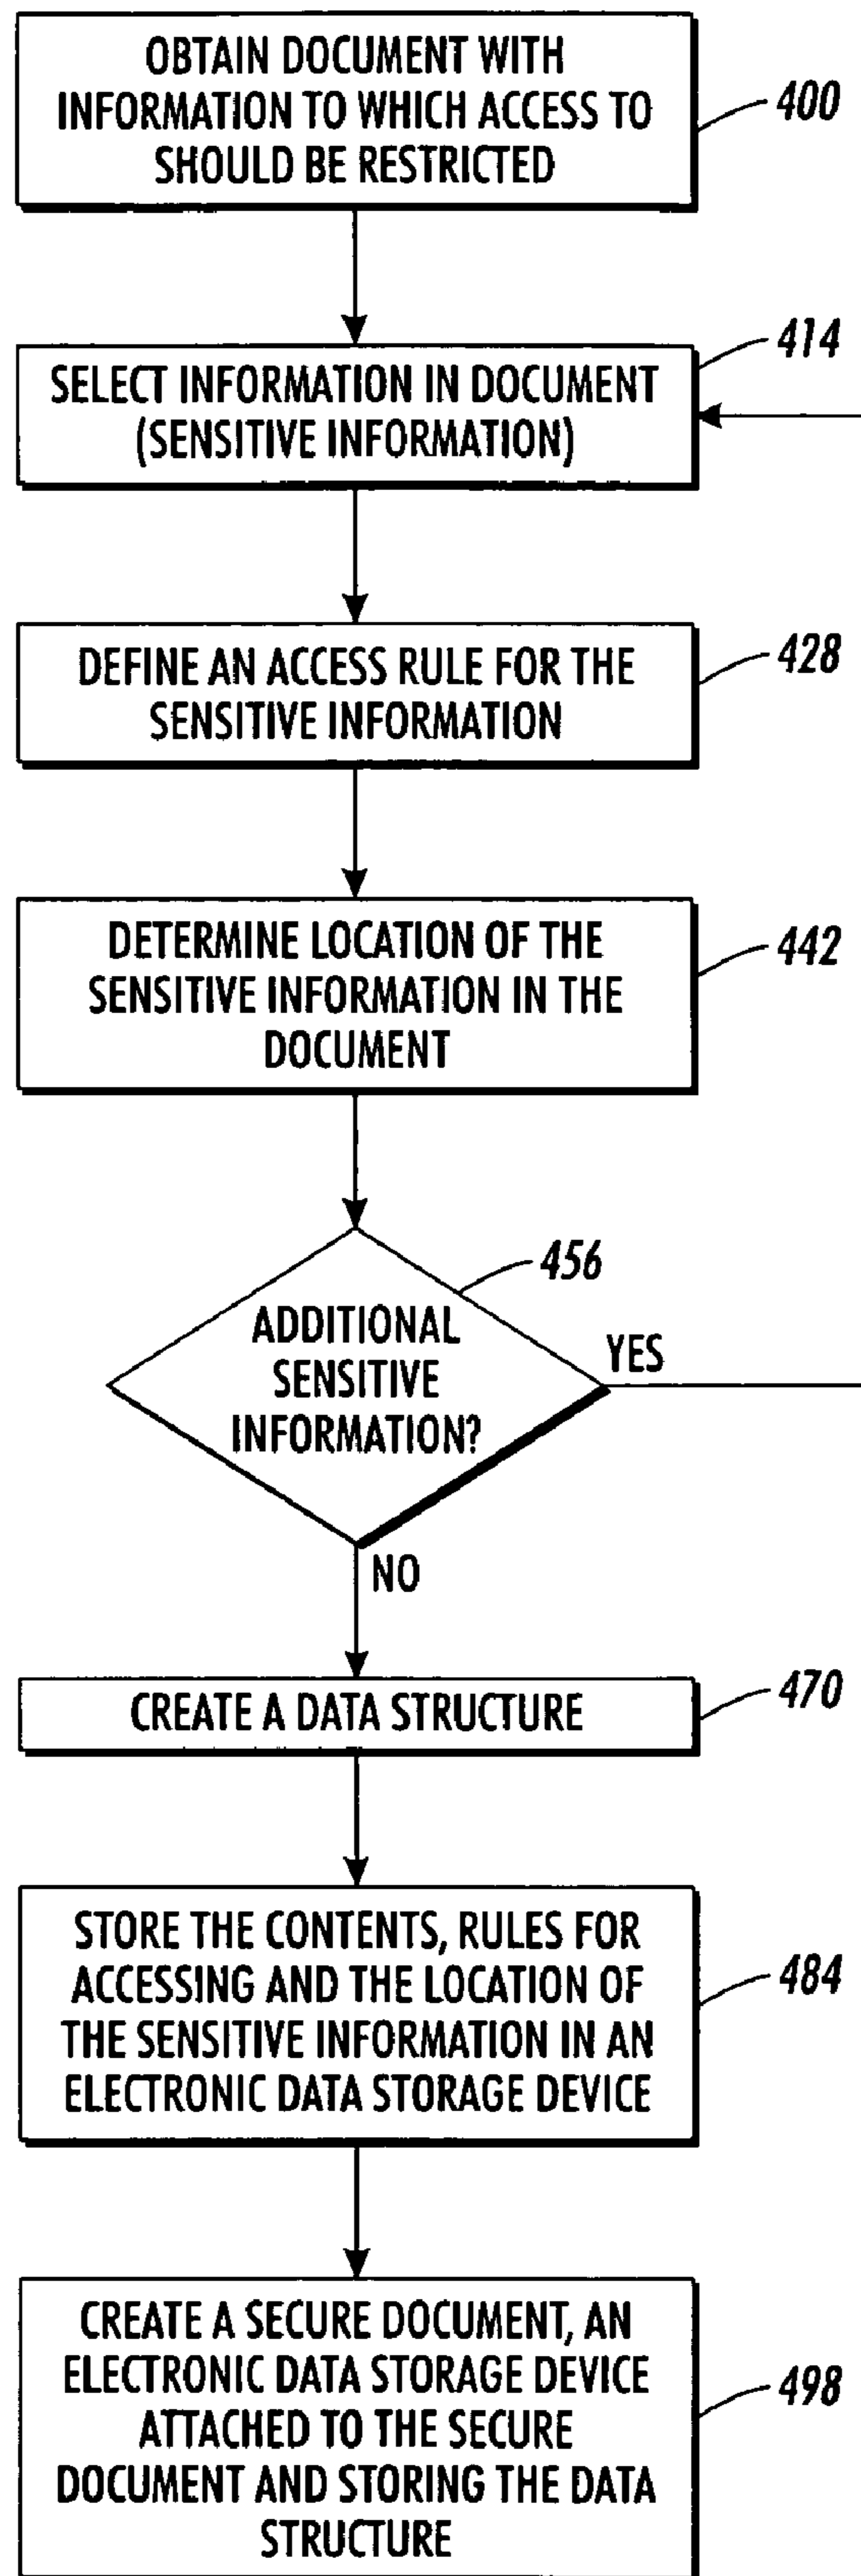 OBTAIN DOCUMENT WITH
INFORMATION TO WHICH ACCESS TO
SHOULD BE RESTRICTED
400
414
SELECT INFORMATION IN DOCUMENT
(SENSITIVE INFORMATION)
DEFINE AN ACCESS RULE FOR THE
SENSITIVE INFORMATION
428
DETERMINE LOCATION OF THE
SENSITIVE INFORMATION IN THE
DOCUMENT
442
456
ADDITIONAL
SENSITIVE
INFORMATION?
YES
NO
CREATE A DATA STRUCTURE
470
STORE THE CONTENTS, RULES FOR
ACCESSING AND THE LOCATION OF
THE SENSITIVE INFORMATION IN AN
ELECTRONIC DATA STORAGE DEVICE
484
CREATE A SECURE DOCUMENT, AN
ELECTRONIC DATA STORAGE DEVICE
ATTACHED TO THE SECURE
DOCUMENT AND STORING THE DATA
STRUCTURE
498